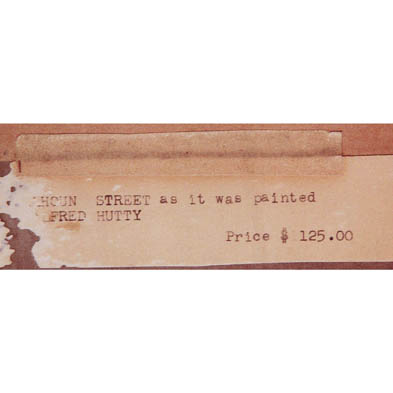 HOUN STREET as it was painted
FRED HUTTY
Price $ 125.00